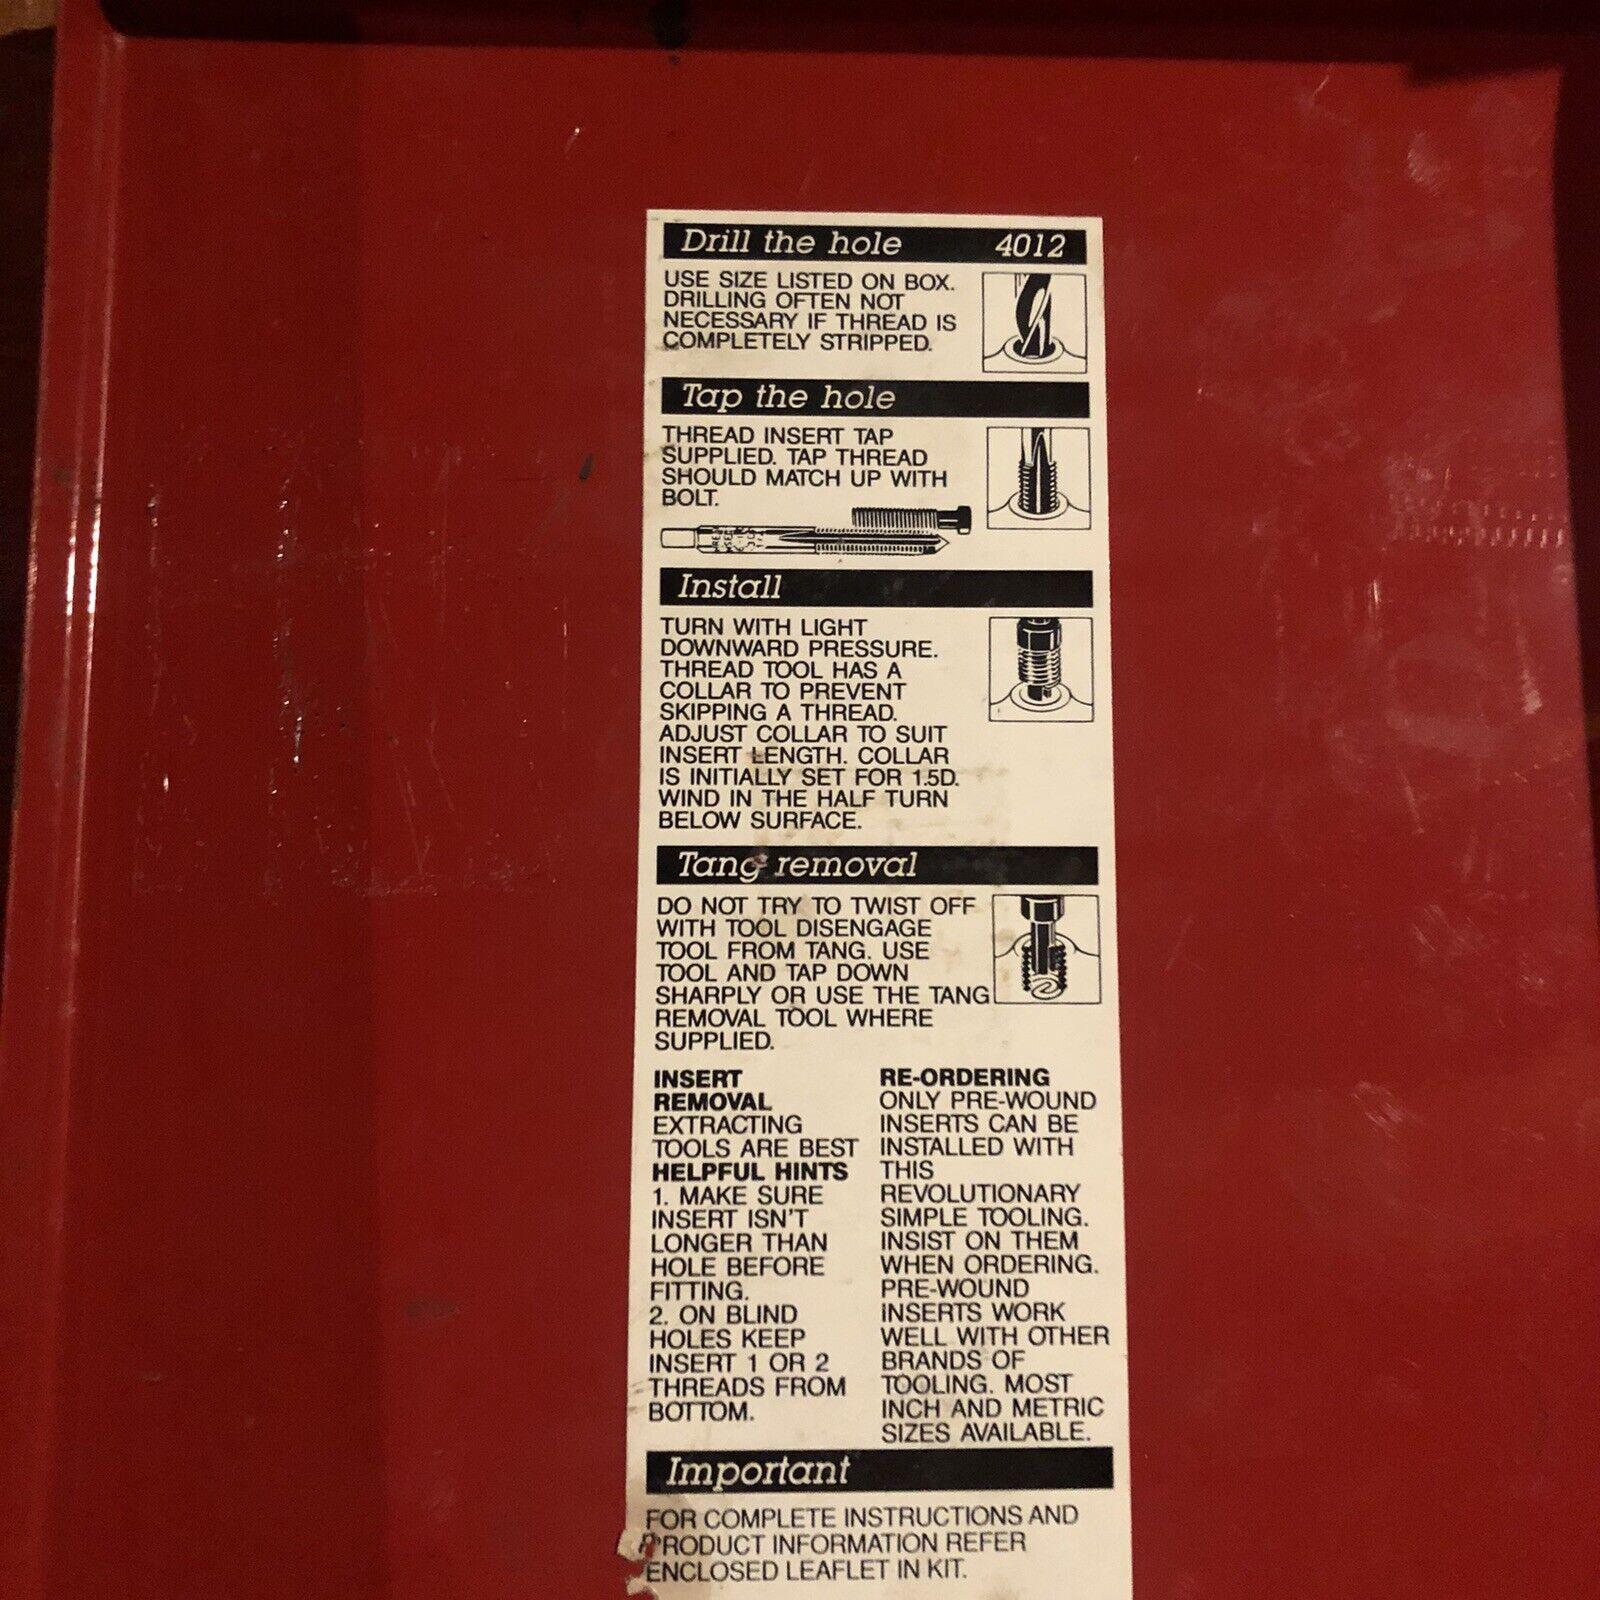 Drill the hole 4012
USE SIZE LISTED ON BOX.
DRILLING OFTEN NOT
NECESSARY IF THREAD IS
COMPLETELY STRIPPED.
Tap the hole
THREAD INSERT TAP
SUPPLIED. TAP THREAD
SHOULD MATCH UP WITH
BOLT.
Install
TURN WITH LIGHT
DOWNWARD PRESSURE.
THREAD TOOL HAS A
COLLAR TO PREVENT
SKIPPING A THREAD.
ADJUST COLLAR TO SUIT
INSERT LENGTH. COLLAR
IS INITIALLY SET FOR 1.5D.
WIND IN THE HALF TURN
BELOW SURFACE.
Tang removal
DO NOT TRY TO TWIST OFF
WITH TOOL DISENGAGE
TOOL FROM TANG. USE
TOOL AND TAP DOWN
SHARPLY OR USE THE TANG
REMOVAL TOOL WHERE
SUPPLIED.
INSERT
REMOVAL
EXTRACTING
TOOLS ARE BEST
HELPFUL HINTS
1. MAKE SURE
INSERT ISN'T
LONGER THAN
HOLE BEFORE
FITTING.
2. ON BLIND
HOLES KEEP
INSERT 1 OR 2
THREADS FROM
BOTTOM.
RE-ORDERING
ONLY PRE-WOUND
INSERTS CAN BE
INSTALLED WITH
THIS
REVOLUTIONARY
SIMPLE TOOLING.
INSIST ON THEM
WHEN ORDERING.
PRE-WOUND
INSERTS WORK
WELL WITH OTHER
BRANDS OF
TOOLING. MOST
INCH AND METRIC
SIZES AVAILABLE.
Important
FOR COMPLETE INSTRUCTIONS AND
PRODUCT INFORMATION REFER
ENCLOSED LEAFLET IN KIT.